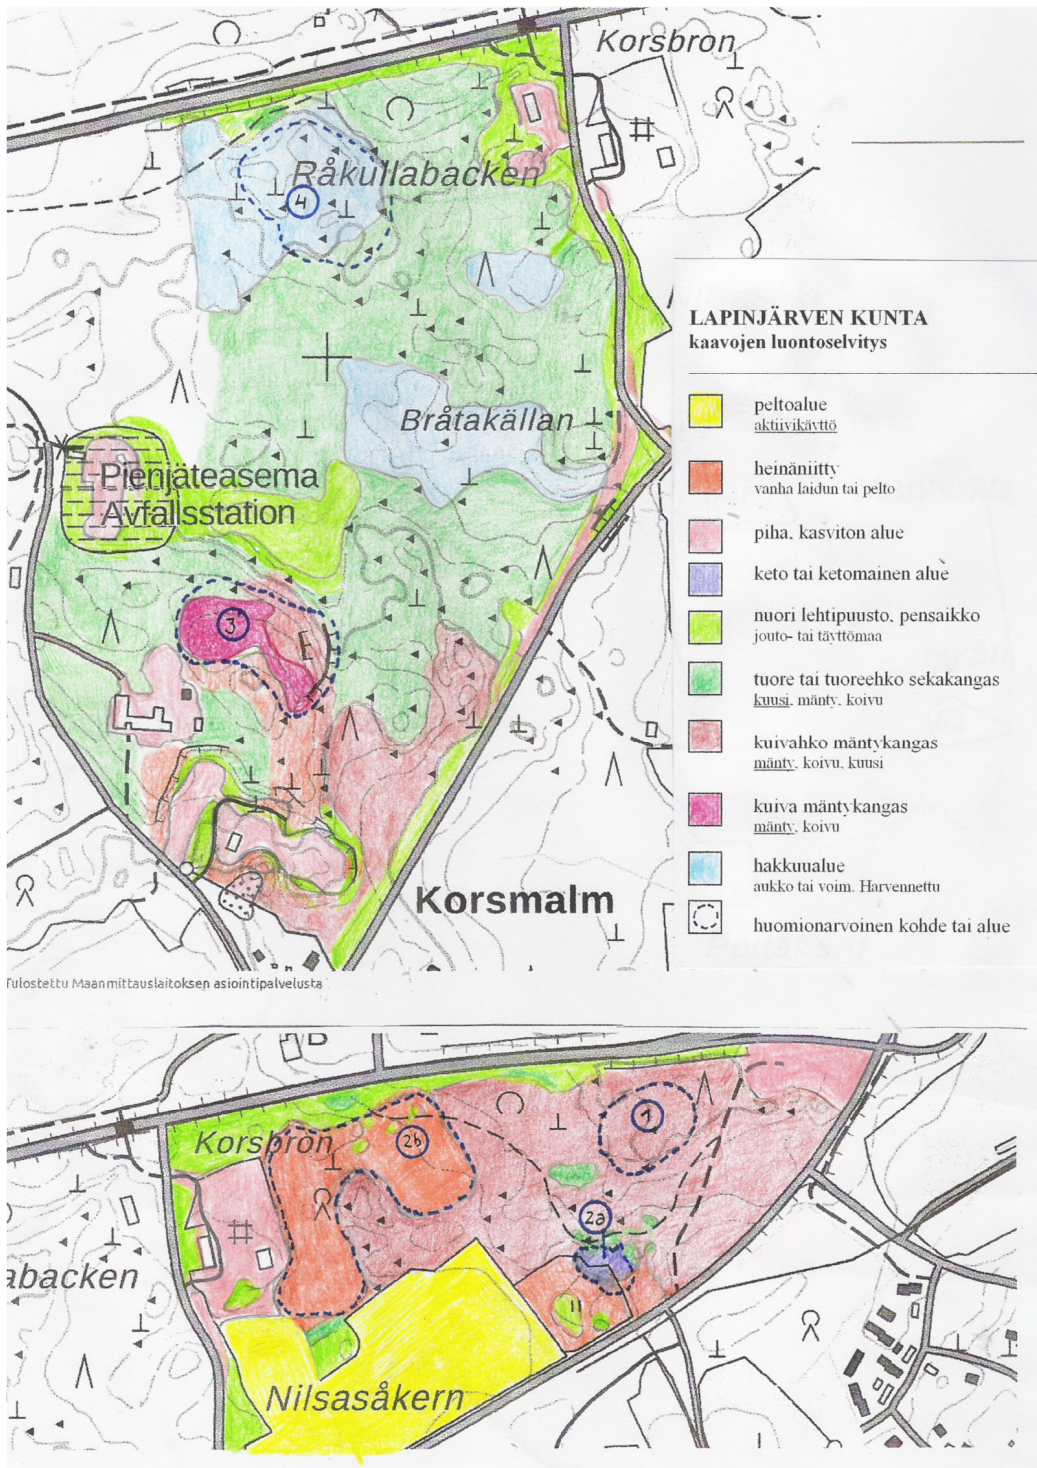 Korsbron
Råkullabacken
4
LAPINJÄRVEN KUNTA
kaavojen luontoselvitys
peltoalue
aktiivikäyttö
Bråtakällan
heinäniitty
vanha laidun tai pelto
Pienjäteasema
Avfallsstation
piha, kasviton alue
keto tai ketomainen alue
nuori lehtipuusto, pensaikko
jouto- tai täyttömaa
3
E
tuore tai tuoreehko sekakangas
kuusi, mänty, koivu
kuivahko mäntykangas
mänty, koivu, kuusi
kuiva mäntykangas
mänty, koivu
hakkuualue
aukko tai voim. Harvennettu
Korsmalm
huomionarvoinen kohde tai alue
Tulostettu Maanmittauslaitoksen asiointipalvelusta
B
1
Korsbron
2b
2a
abacken
Nilsasåkern